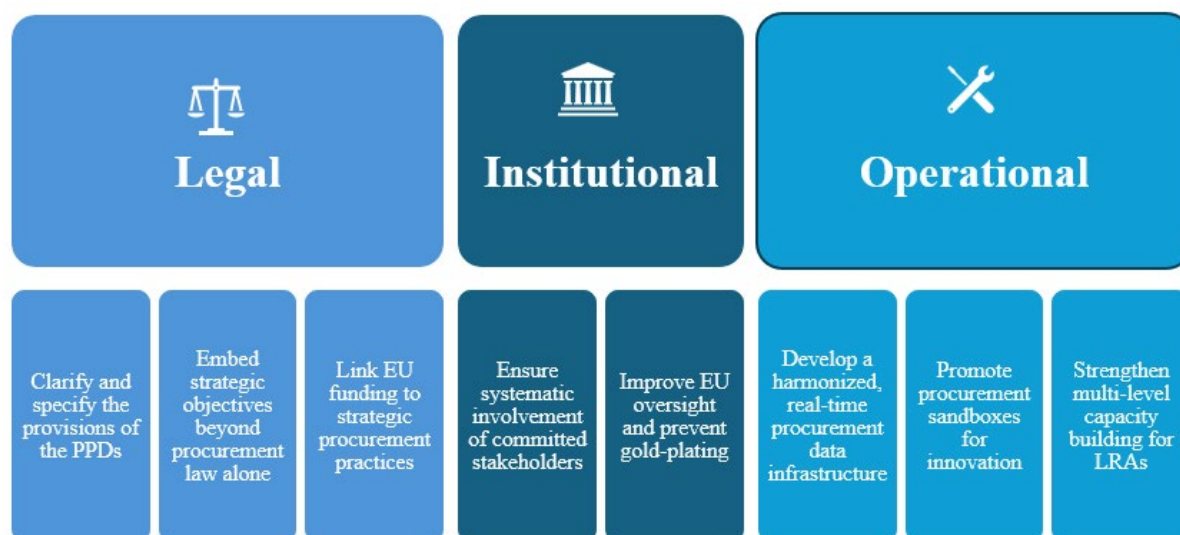 Legal
Institutional
Operational
Clarify and
specify the
provisions of
the PPDs
Embed
strategic
objectives
beyond
procurement
law alone
Link EU
funding to
strategic
procurement
practices
Ensure
systematic
involvement
of committed
stakeholders
Improve EU
oversight
and prevent
gold-plating
Develop a
harmonized,
real-time
procurement
data
infrastructure
Promote
procurement
sandboxes
for
innovation
Strengthen
multi-level
capacity
building for
LRAs